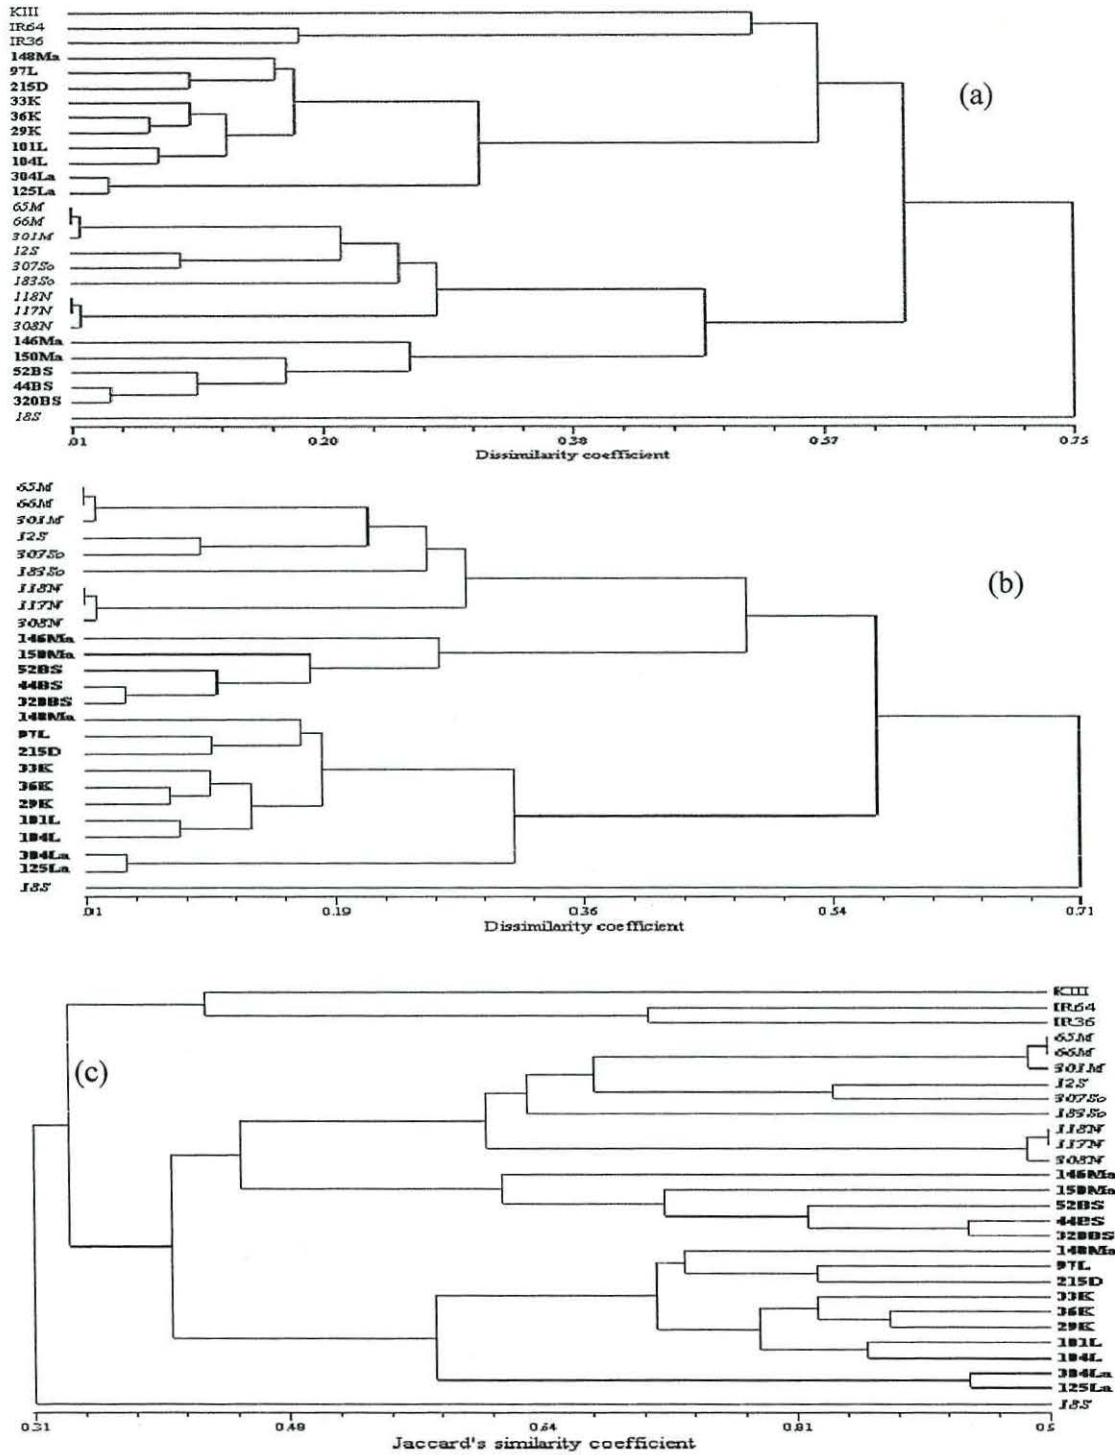 KIII
IR64
IR36
148Ma
97L
215D
33K
36K
29K
101L
104L
304La
125La
65M
66M
301M
12S
307So
183So
118N
117N
308N
146Ma
150Ma
52BS
44BS
320BS
18S
(a)
.01 0.20 0.38 0.57 0.75
Dissimilarity coefficient
65M
66M
301M
12S
307So
183So
118N
117N
308N
146Ma
150Ma
52BS
44BS
320BS
148Ma
97L
215D
33K
36K
29K
101L
104L
304La
125La
18S
(b)
.01 0.19 0.36 0.54 0.71
Dissimilarity coefficient
(c)
KIII
IR64
IR36
65M
66M
301M
12S
307So
183So
118N
117N
308N
146Ma
150Ma
52BS
44BS
320BS
148Ma
97L
215D
33K
36K
29K
101L
104L
304La
125La
18S
0.31 0.48 0.64 0.81 0.5
Jaccard's similarity coefficient